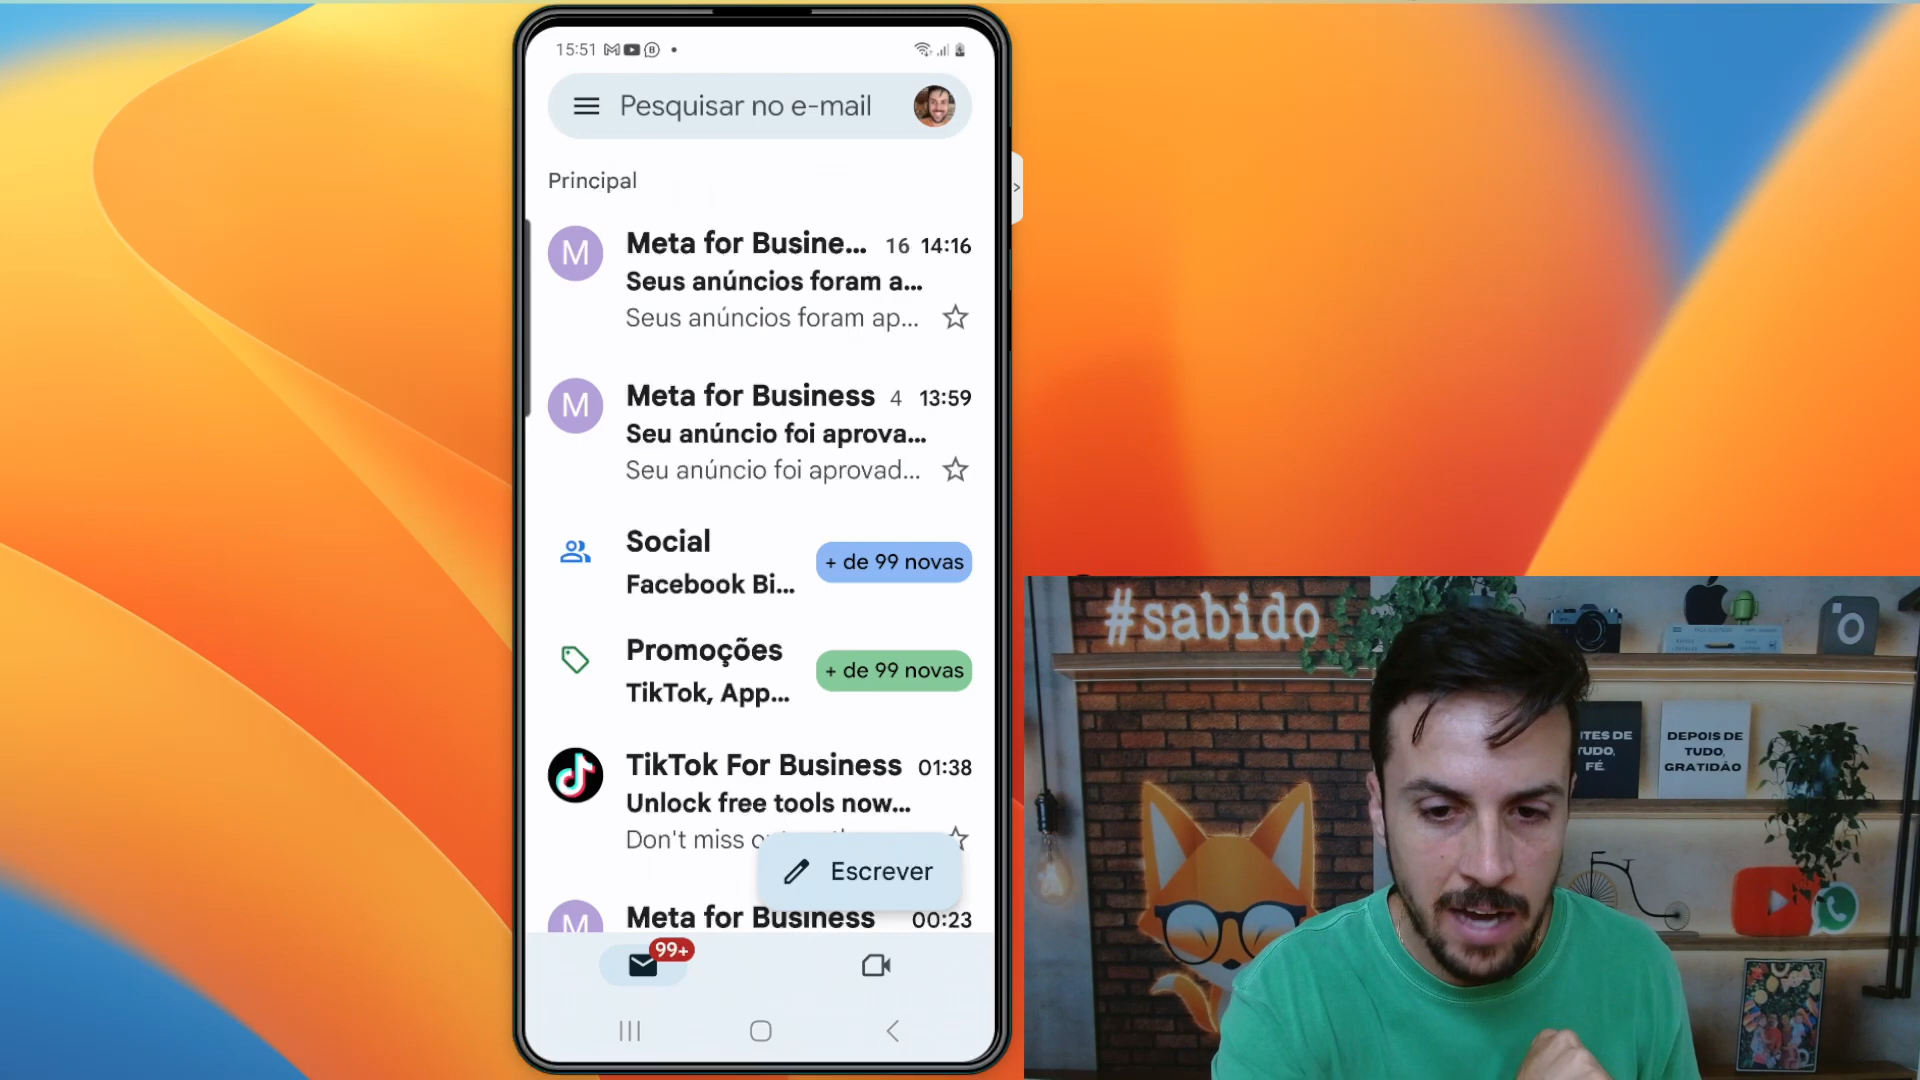 15:51
Pesquisar no e-mail
Principal
M
Meta for Busine... 16 14:16
Seus anúncios foram a...
Seus anúncios foram ap...
M
Meta for Business 4 13:59
Seu anúncio foi aprova...
Seu anúncio foi aprovad...
Social
+ de 99 novas
Facebook Bi...
Promoções
+ de 99 novas
TikTok, App...
TikTok For Business 01:38
Unlock free tools now...
Don't miss
Escrever
M
Meta for Business 00:23
99+
#sabido
TUDO,
FÉ.
DEPOIS DE
TUDO,
GRATIDÃO